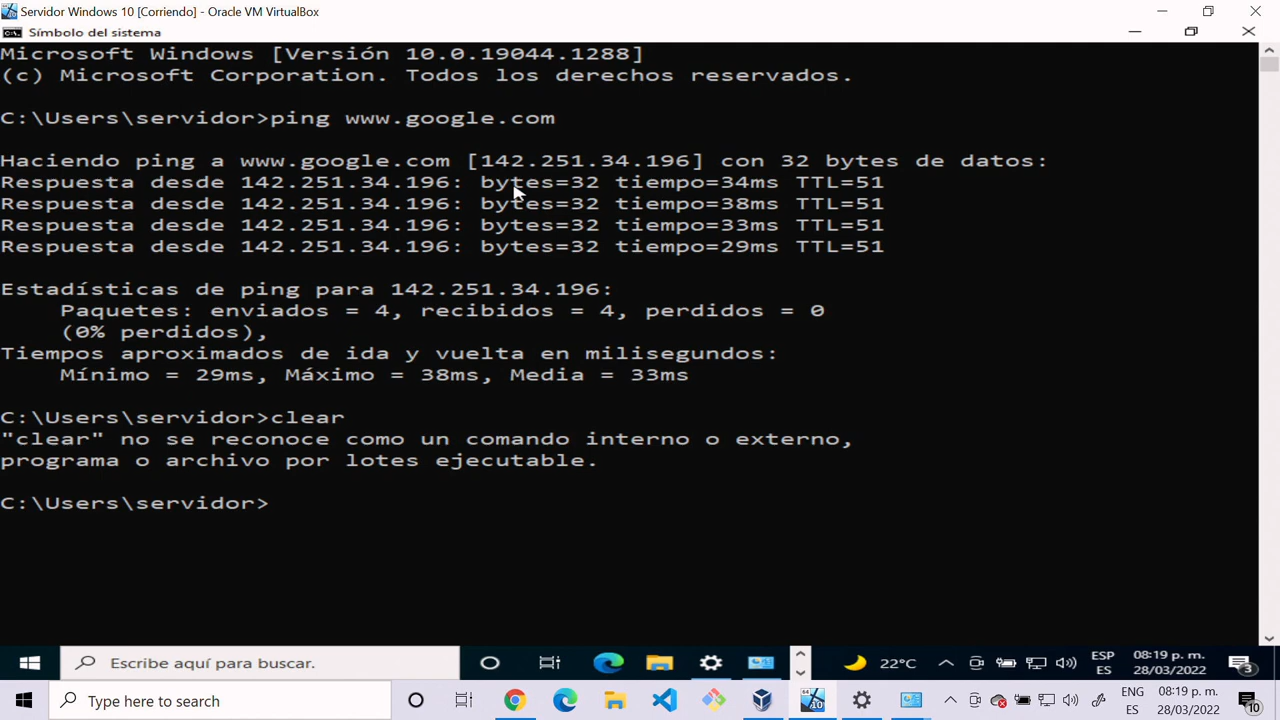 Servidor Windows 10 [Corriendo] - Oracle VM VirtualBox
Símbolo del sistema
Microsoft Windows [Versión 10.0.19044.1288]
(c) Microsoft Corporation. Todos los derechos reservados.
C:\Users\servidor>ping www.google.com
Haciendo ping a www.google.com [142.251.34.196] con 32 bytes de datos:
Respuesta desde 142.251.34.196: bytes=32 tiempo=34ms TTL=51
Respuesta desde 142.251.34.196: bytes=32 tiempo=38ms TTL=51
Respuesta desde 142.251.34.196: bytes=32 tiempo=33ms TTL=51
Respuesta desde 142.251.34.196: bytes=32 tiempo=29ms TTL=51
Estadísticas de ping para 142.251.34.196:
Paquetes: enviados = 4, recibidos = 4, perdidos = 0
(0% perdidos),
Tiempos aproximados de ida y vuelta en milisegundos:
Mínimo = 29ms, Máximo = 38ms, Media = 33ms
C:\Users\servidor>clear
"clear" no se reconoce como un comando interno o externo,
programa o archivo por lotes ejecutable.
C:\Users\servidor>
Escribe aquí para buscar.
22°C
ESP
ES
08:19 p. m.
28/03/2022
3
Type here to search
10
ENG
ES
08:19 p. m.
28/03/2022
10